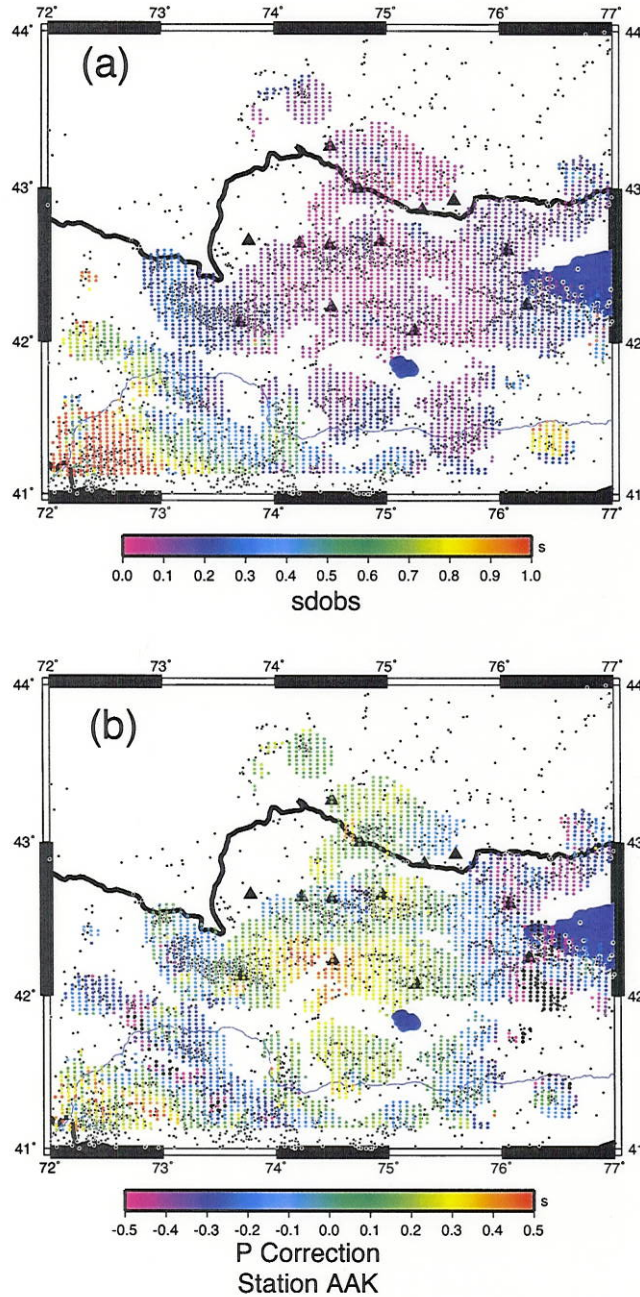 72˚ 73˚ 74˚ 75˚ 76˚ 77˚
44˚ 44˚
(a)
43˚ 43˚
42˚ 42˚
41˚ 41˚
72˚ 73˚ 74˚ 75˚ 76˚ 77˚
s
0.0 0.1 0.2 0.3 0.4 0.5 0.6 0.7 0.8 0.9 1.0
sdobs
72˚ 73˚ 74˚ 75˚ 76˚ 77˚
44˚ 44˚
(b)
43˚ 43˚
42˚ 42˚
41˚ 41˚
72˚ 73˚ 74˚ 75˚ 76˚ 77˚
s
-0.5 -0.4 -0.3 -0.2 -0.1 0.0 0.1 0.2 0.3 0.4 0.5
P Correction
Station AAK